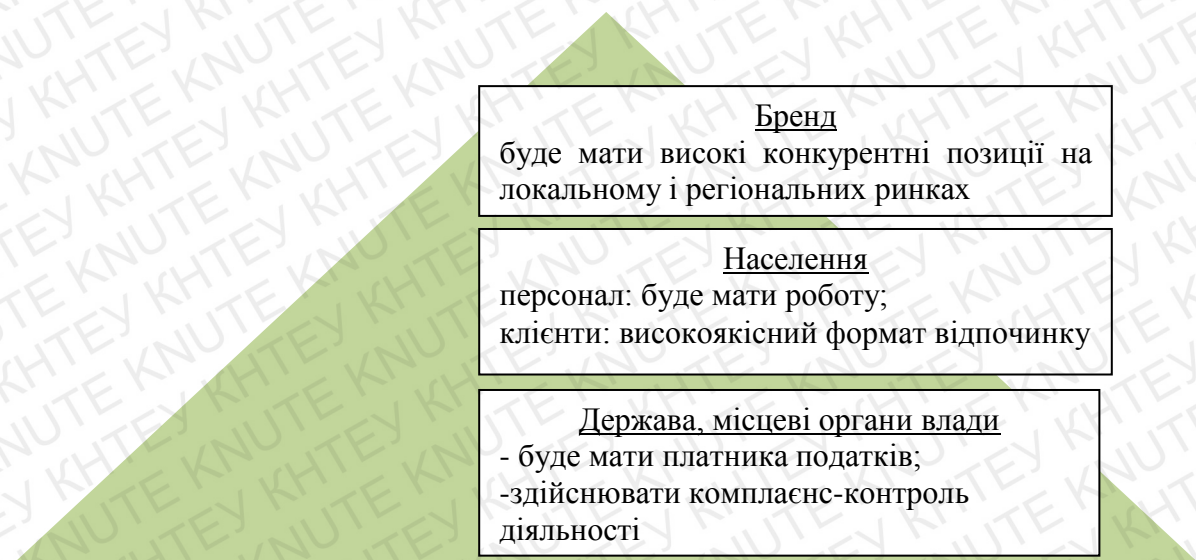 Бренд
буде мати високі конкурентні позиції на
локальному і регіональних ринках
Населення
персонал: буде мати роботу;
клієнти: високоякісний формат відпочинку
Держава, місцеві органи влади
- буде мати платника податків;
-здійснювати комплаєнс-контроль
діяльності